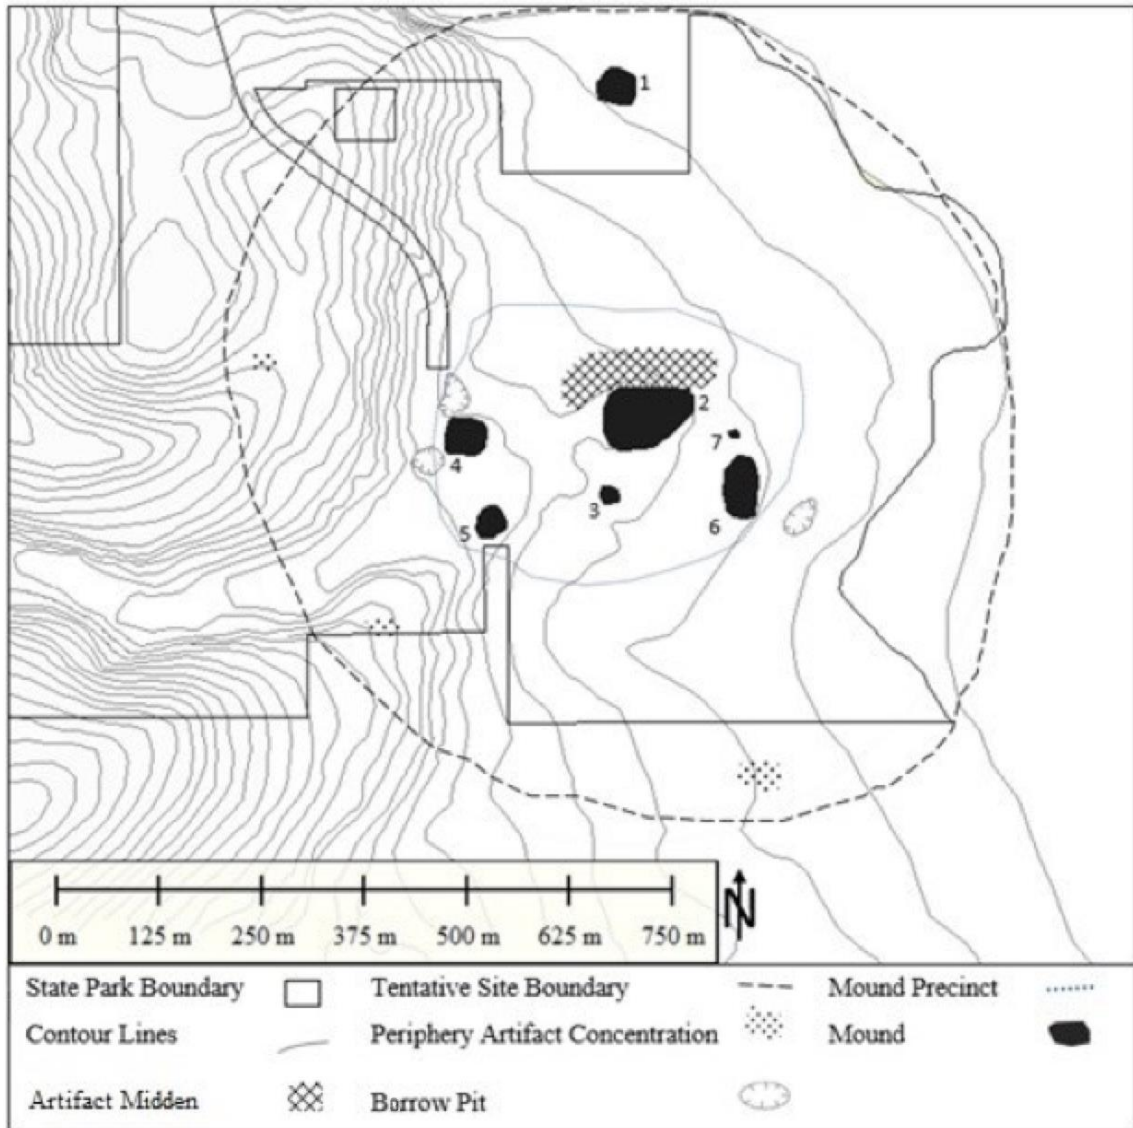 1
2
7
4
6
3
5
N
0 m 125 m 250 m 375 m 500 m 625 m 750 m
State Park Boundary Tentative Site Boundary Mound Precinct
Contour Lines Periphery Artifact Concentration Mound
Artifact Midden Borrow Pit